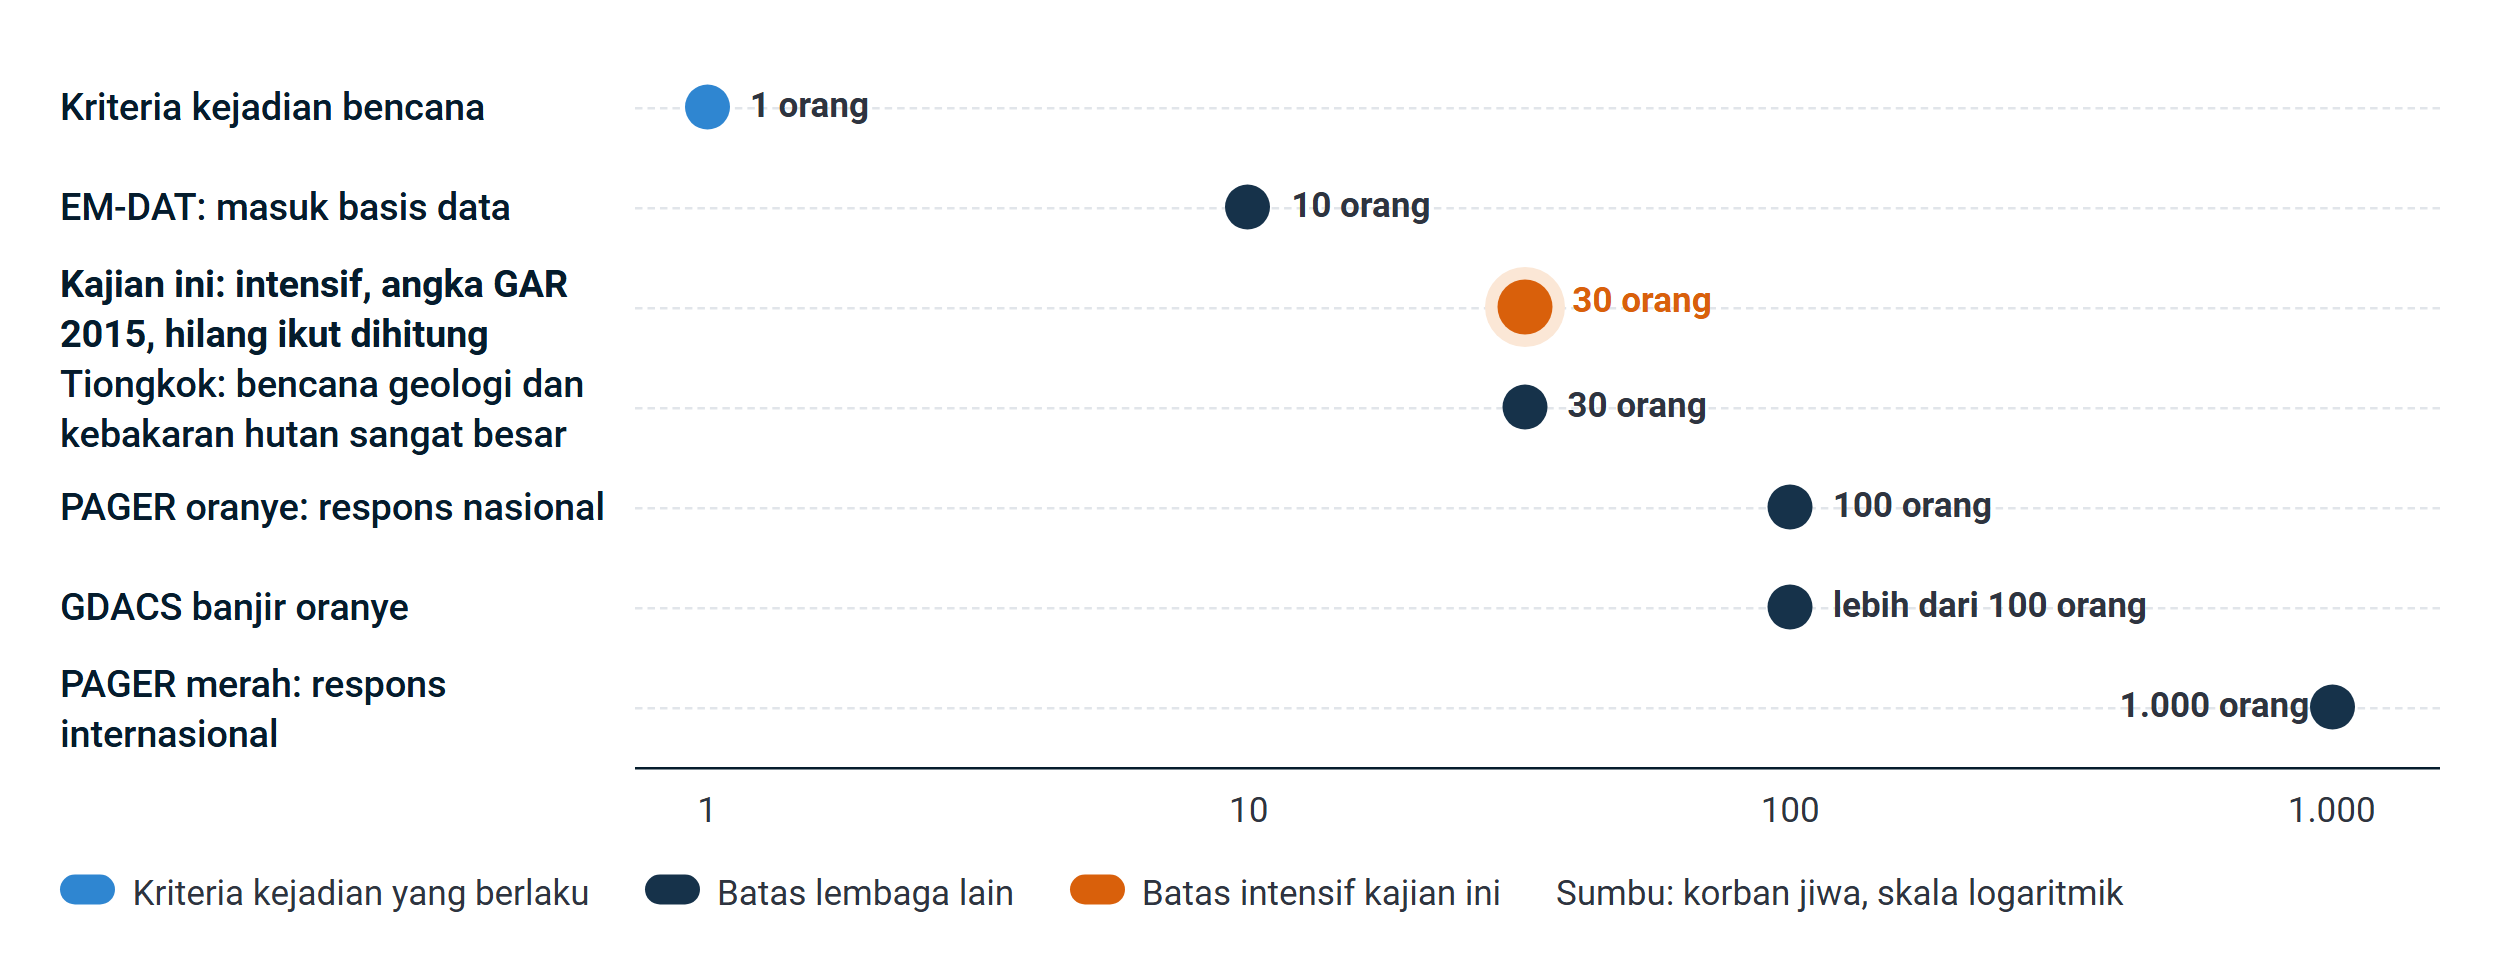 Kriteria kejadian bencana
1 orang
EM-DAT: masuk basis data
10 orang
Kajian ini: intensif, angka GAR
2015, hilang ikut dihitung
30 orang
Tiongkok: bencana geologi dan
kebakaran hutan sangat besar
30 orang
PAGER oranye: respons nasional
100 orang
GDACS banjir oranye
lebih dari 100 orang
PAGER merah: respons
internasional
1.000 orang
1 10 100 1.000
Kriteria kejadian yang berlaku Batas lembaga lain Batas intensif kajian ini Sumbu: korban jiwa, skala logaritmik